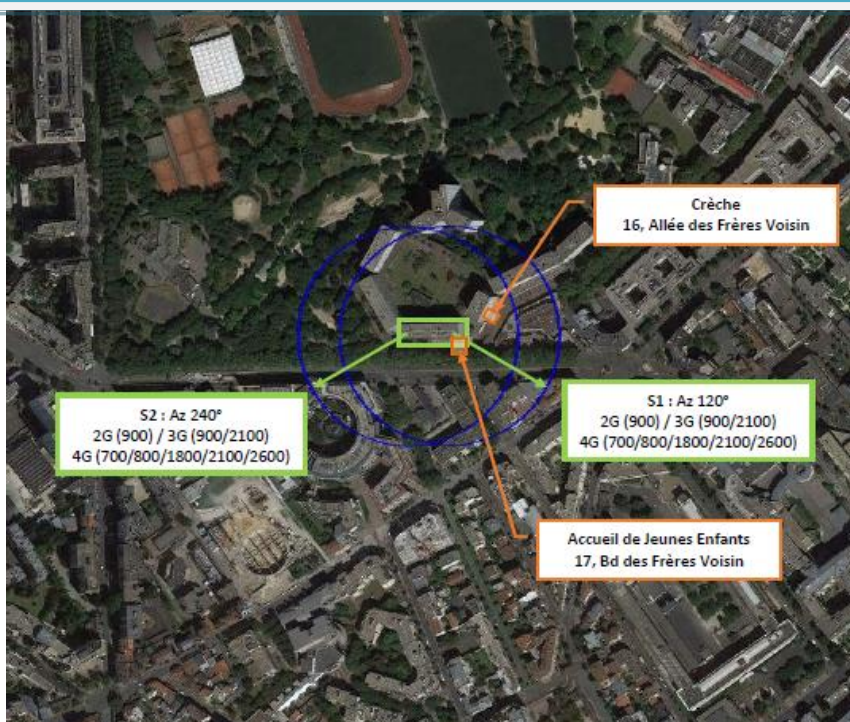 Crèche
16, Allée des Frères Voisin
S2 : Az 240°
2G (900) / 3G (900/2100)
4G (700/800/1800/2100/2600)
S1 : Az 120°
2G (900) / 3G (900/2100)
4G (700/800/1800/2100/2600)
Accueil de Jeunes Enfants
17, Bd des Frères Voisin